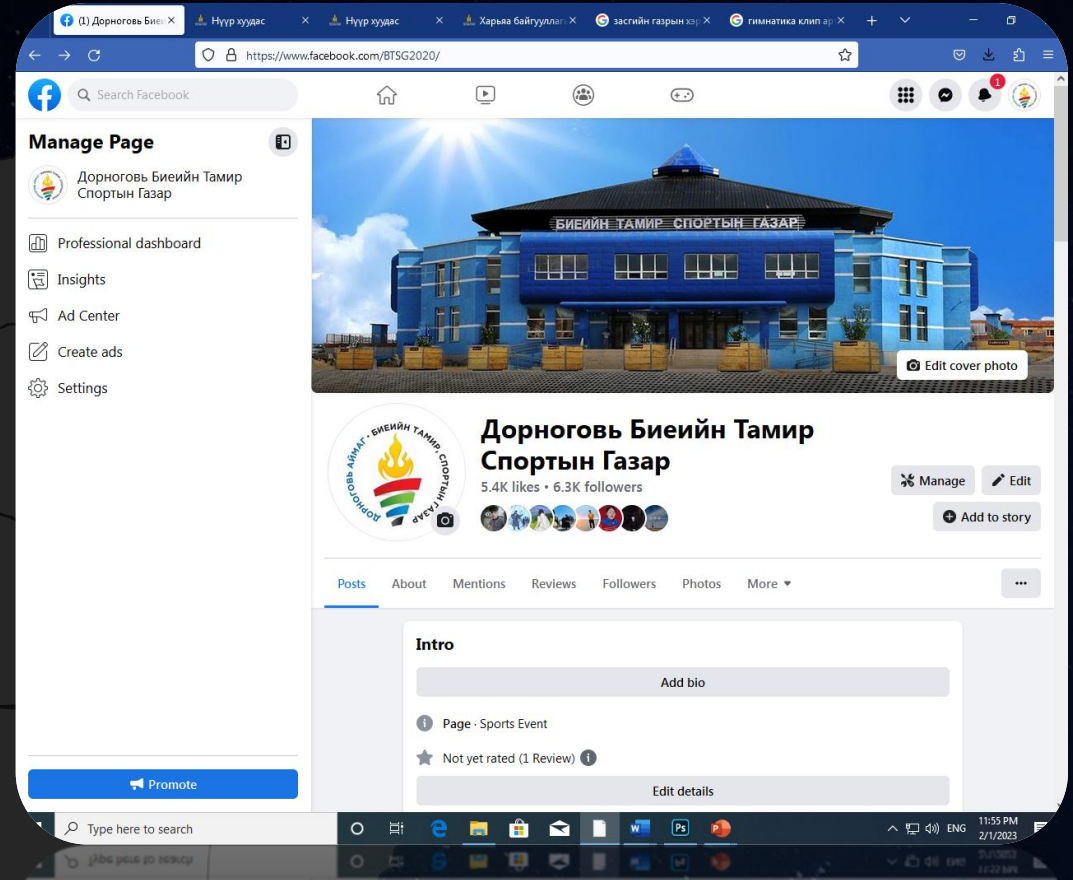 (1) Дорноговь Бие
Нүүр хуудас
Нүүр хуудас
Харьяа байгууллаг
засгийн газрын хэр
гимнатика клип ар
https://www.facebook.com/BTSG2020/
Search Facebook
1
Manage Page
Дорноговь Биеийн Тамир
Спортын Газар
Professional dashboard
Insights
Ad Center
Create ads
Settings
Promote
БИЕИЙН ТАМИР СПОРТЫН ГАЗАР
Edit cover photo
ДОРНОГОВЬ АЙМАГ · БИЕИЙН ТАМИР, СПОРТЫН ГАЗАР
Дорноговь Биеийн Тамир
Спортын Газар
5.4K likes • 6.3K followers
Manage
Edit
Add to story
Posts About Mentions Reviews Followers Photos More
Intro
Add bio
Page · Sports Event
Not yet rated (1 Review)
Edit details
Type here to search
W
Ps
P
ENG
11:55 PM
2/1/2023